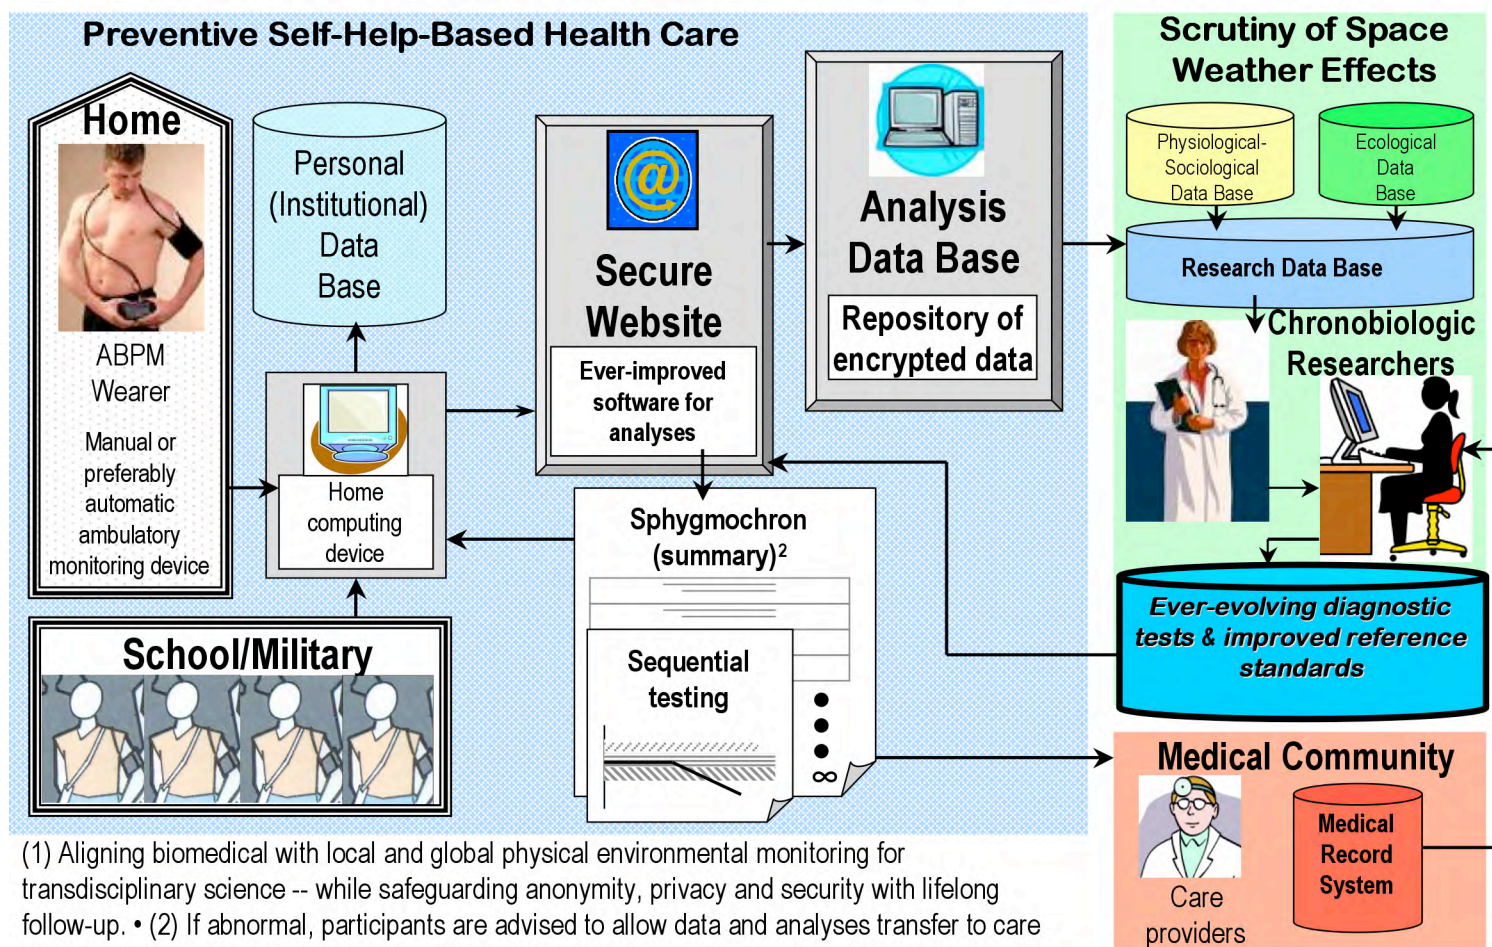 Preventive Self-Help-Based Health Care
Home
ABPM
Wearer
Manual or
preferably
automatic
ambulatory
monitoring device
Personal
(Institutional)
Data
Base
Home
computing
device
School/Military
@
Secure
Website
Ever-improved
software for
analyses
Analysis
Data Base
Repository of
encrypted data
Sphygmochron
(summary)²
Sequential
testing
∞
Scrutiny of Space
Weather Effects
Physiological-
Sociological
Data Base
Ecological
Data
Base
Research Data Base
Chronobiologic
Researchers
Ever-evolving diagnostic
tests & improved reference
standards
Medical Community
Care
providers
Medical
Record
System
(1) Aligning biomedical with local and global physical environmental monitoring for
transdisciplinary science -- while safeguarding anonymity, privacy and security with lifelong
follow-up. • (2) If abnormal, participants are advised to allow data and analyses transfer to care